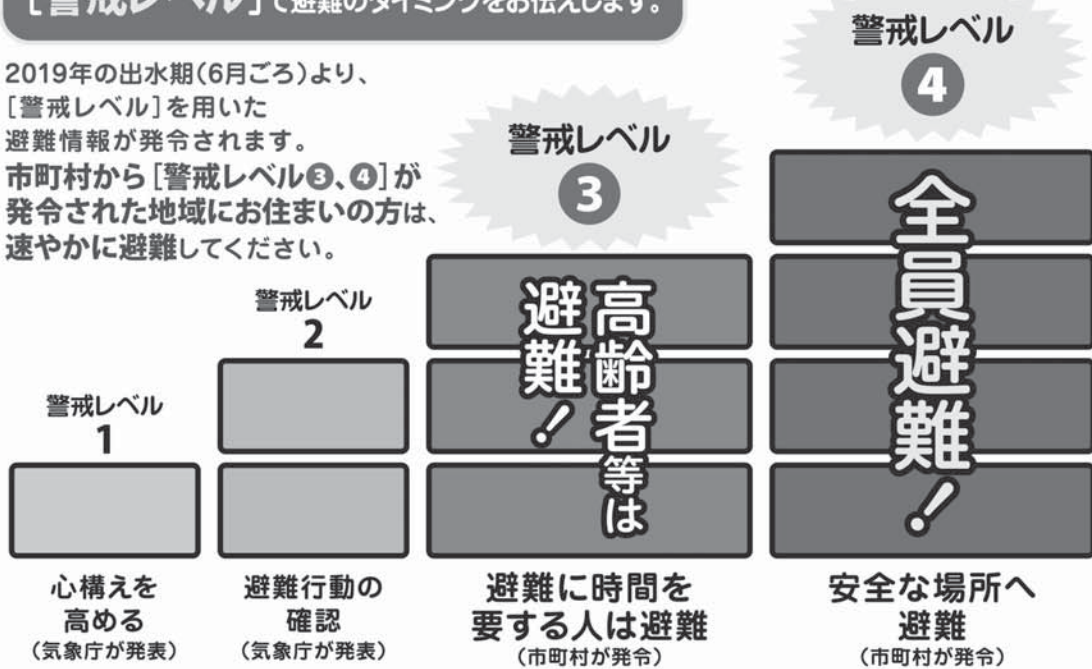 [警戒レベル]で避難のタイミングをお伝えします。
2019年の出水期(6月ごろ)より、
[警戒レベル]を用いた
避難情報が発令されます。
市町村から[警戒レベル❸、❹]が
発令された地域にお住まいの方は、
速やかに避難してください。
警戒レベル
1
心構えを
高める
(気象庁が発表)
警戒レベル
2
避難行動の
確認
(気象庁が発表)
警戒レベル
❸
高齢者等は
避難!
避難に時間を
要する人は避難
(市町村が発令)
警戒レベル
❹
全員避難!
安全な場所へ
避難
(市町村が発令)